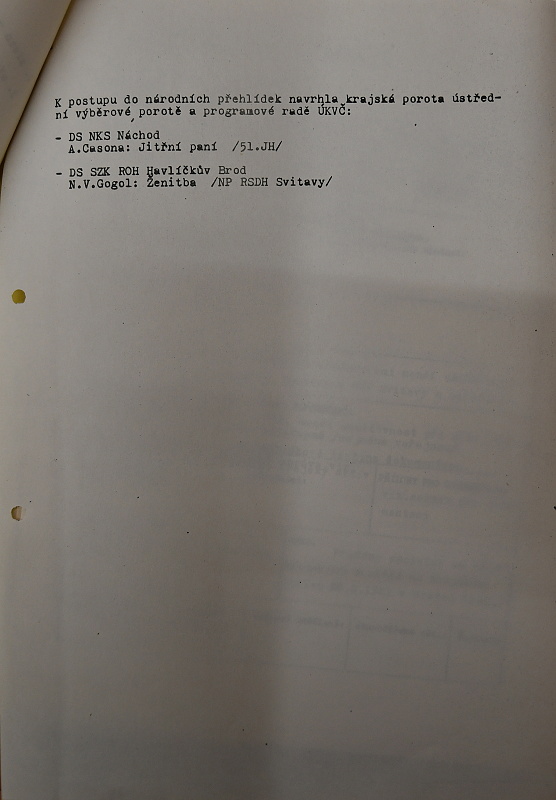 K postupu do národních přehlídek navrhla krajská porota ústřed-
ní výběrové porotě a programové radě ÚKVČ:
- DS NKS Náchod
A.Casona: Jitřní paní /51.JH/
- DS SZK ROH Havlíčkův Brod
N.V.Gogol: Ženitba /NP RSDH Svitavy/